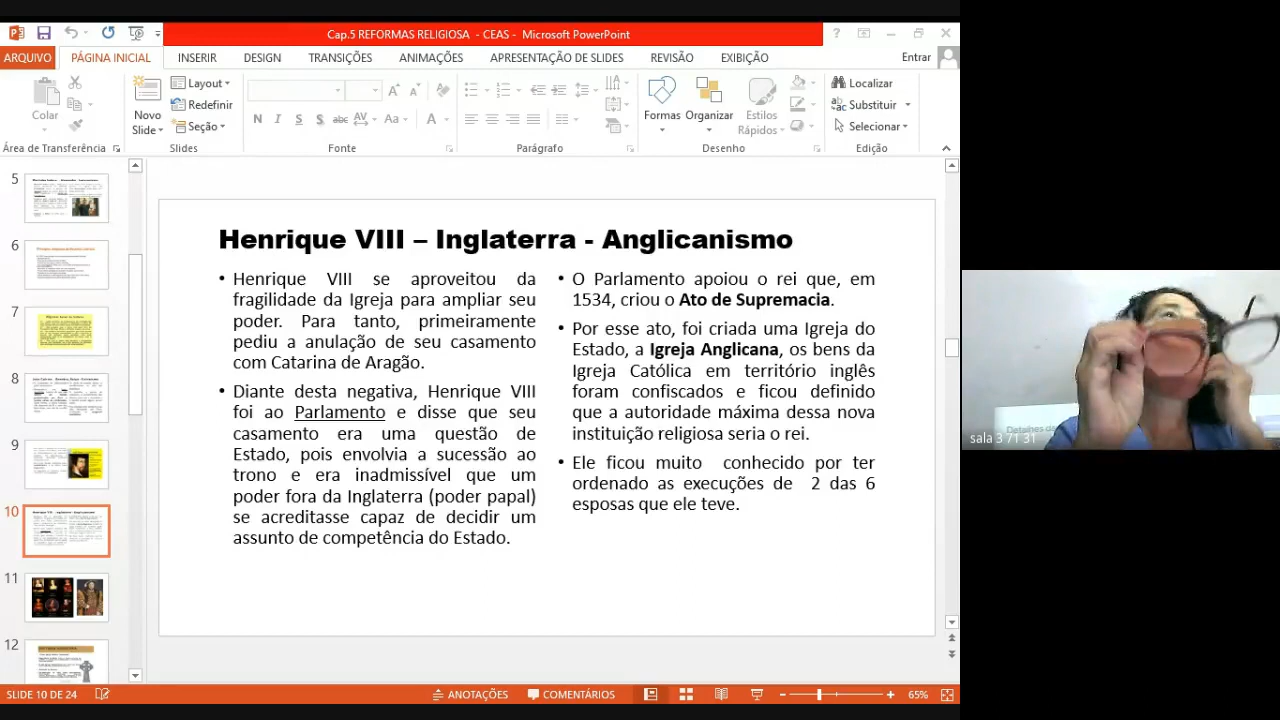 Cap.5 REFORMAS RELIGIOSA - CEAS - Microsoft PowerPoint
ARQUIVO PÁGINA INICIAL INSERIR DESIGN TRANSIÇÕES ANIMAÇÕES APRESENTAÇÃO DE SLIDES REVISÃO EXIBIÇÃO Entrar
Colar
Novo
Slide
Layout
Redefinir
Seção
Formas
Organizar
Estilos
Rápidos
Localizar
Substituir
Selecionar
Área de Transferência Slides Fonte Parágrafo Desenho Edição
5
6
7
8
9
10
11
12
Henrique VIII – Inglaterra - Anglicanismo
• Henrique VIII se aproveitou da
fragilidade da Igreja para ampliar seu
poder. Para tanto, primeiramente
pediu a anulação de seu casamento
com Catarina de Aragão.
• Diante desta negativa, Henrique VIII
foi ao Parlamento e disse que seu
casamento era uma questão de
Estado, pois envolvia a sucessão ao
trono e era inadmissível que um
poder fora da Inglaterra (poder papal)
se acreditasse capaz de decidir um
assunto de competência do Estado.
• O Parlamento apoiou o rei que, em
1534, criou o Ato de Supremacia.
• Por esse ato, foi criada uma Igreja do
Estado, a Igreja Anglicana, os bens da
Igreja Católica em território inglês
foram confiscados e ficou definido
que a autoridade máxima dessa nova
instituição religiosa seria o rei.
• Ele ficou muito conhecido por ter
ordenado as execuções de 2 das 6
esposas que ele teve.
sala 3 71 31
SLIDE 10 DE 24 ANOTAÇÕES COMENTÁRIOS 65%